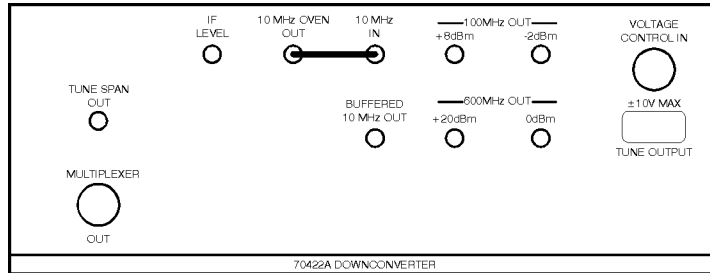 IF
LEVEL
10 MHz OVEN
OUT
10 MHz
IN
100MHz OUT
+8dBm
-2dBm
VOLTAGE
CONTROL IN
TUNE SPAN
OUT
BUFFERED
10 MHz OUT
600MHz OUT
+20dBm
0dBm
±10V MAX
TUNE OUTPUT
MULTIPLEXER
OUT
70422A DOWNCONVERTER